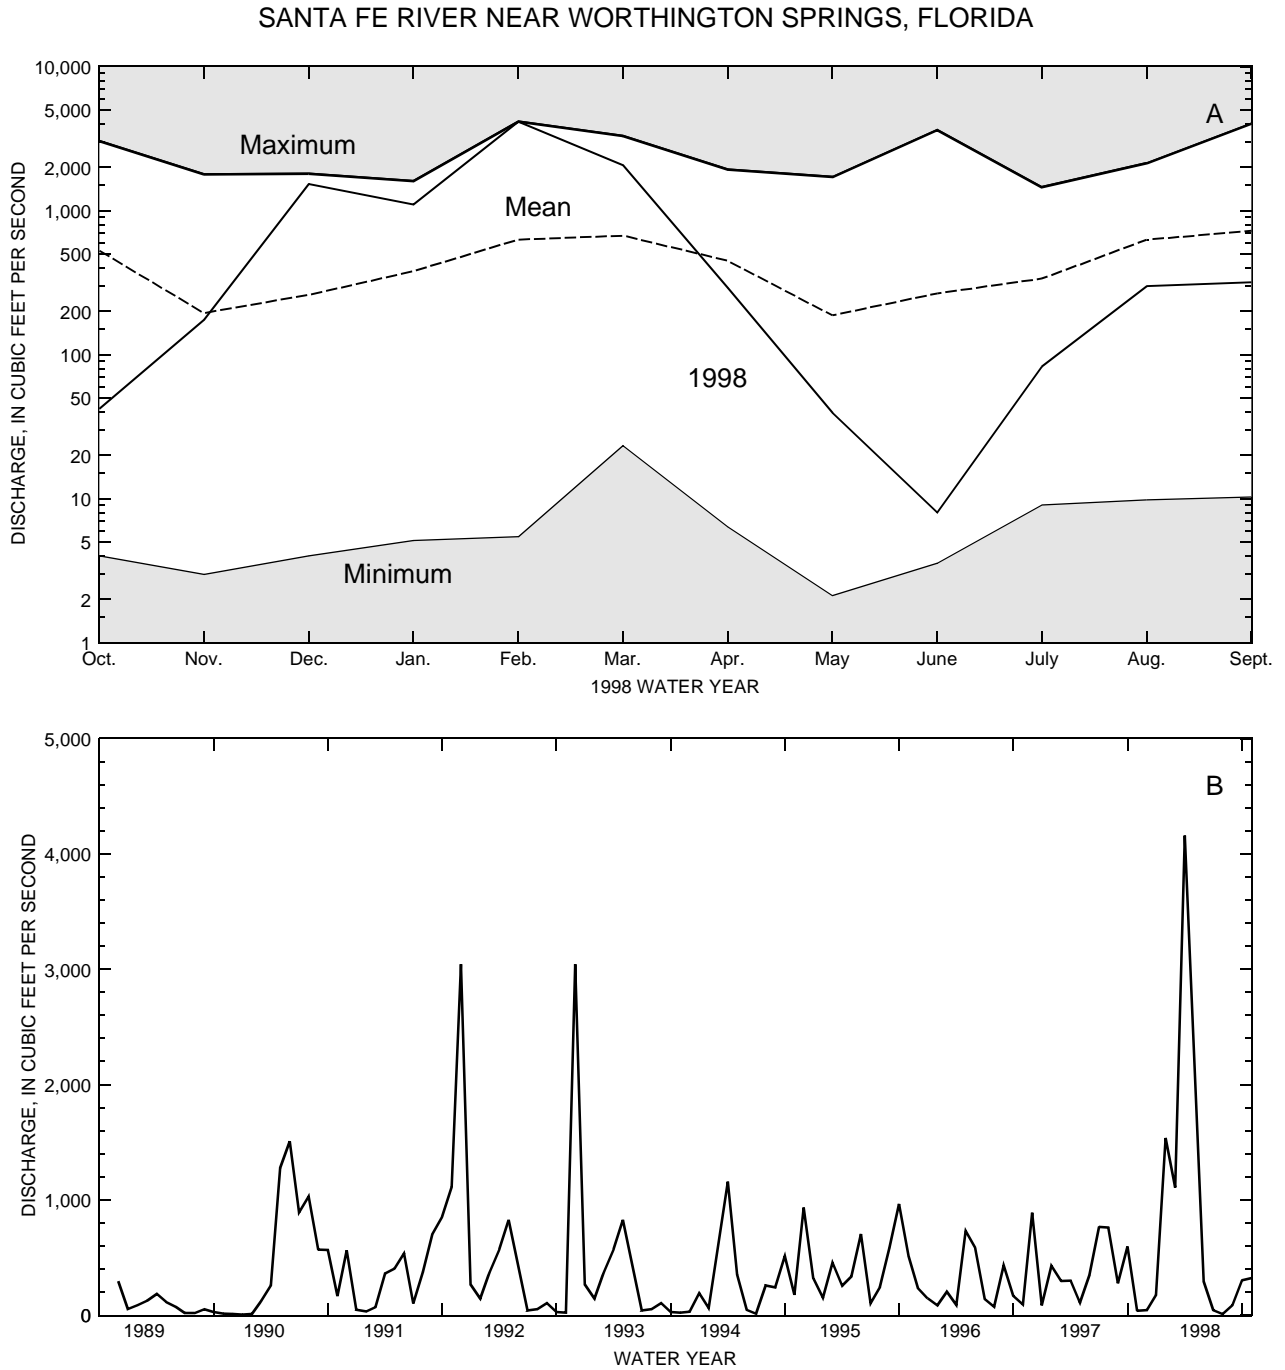 SANTA FE RIVER NEAR WORTHINGTON SPRINGS, FLORIDA
DISCHARGE, IN CUBIC FEET PER SECOND
10,000
5,000
2,000
1,000
500
200
100
50
20
10
5
2
1
A
Maximum
Mean
1998
Minimum
Oct. Nov. Dec. Jan. Feb. Mar. Apr. May June July Aug. Sept.
1998 WATER YEAR
DISCHARGE, IN CUBIC FEET PER SECOND
5,000
4,000
3,000
2,000
1,000
0
B
1989 1990 1991 1992 1993 1994 1995 1996 1997 1998
WATER YEAR